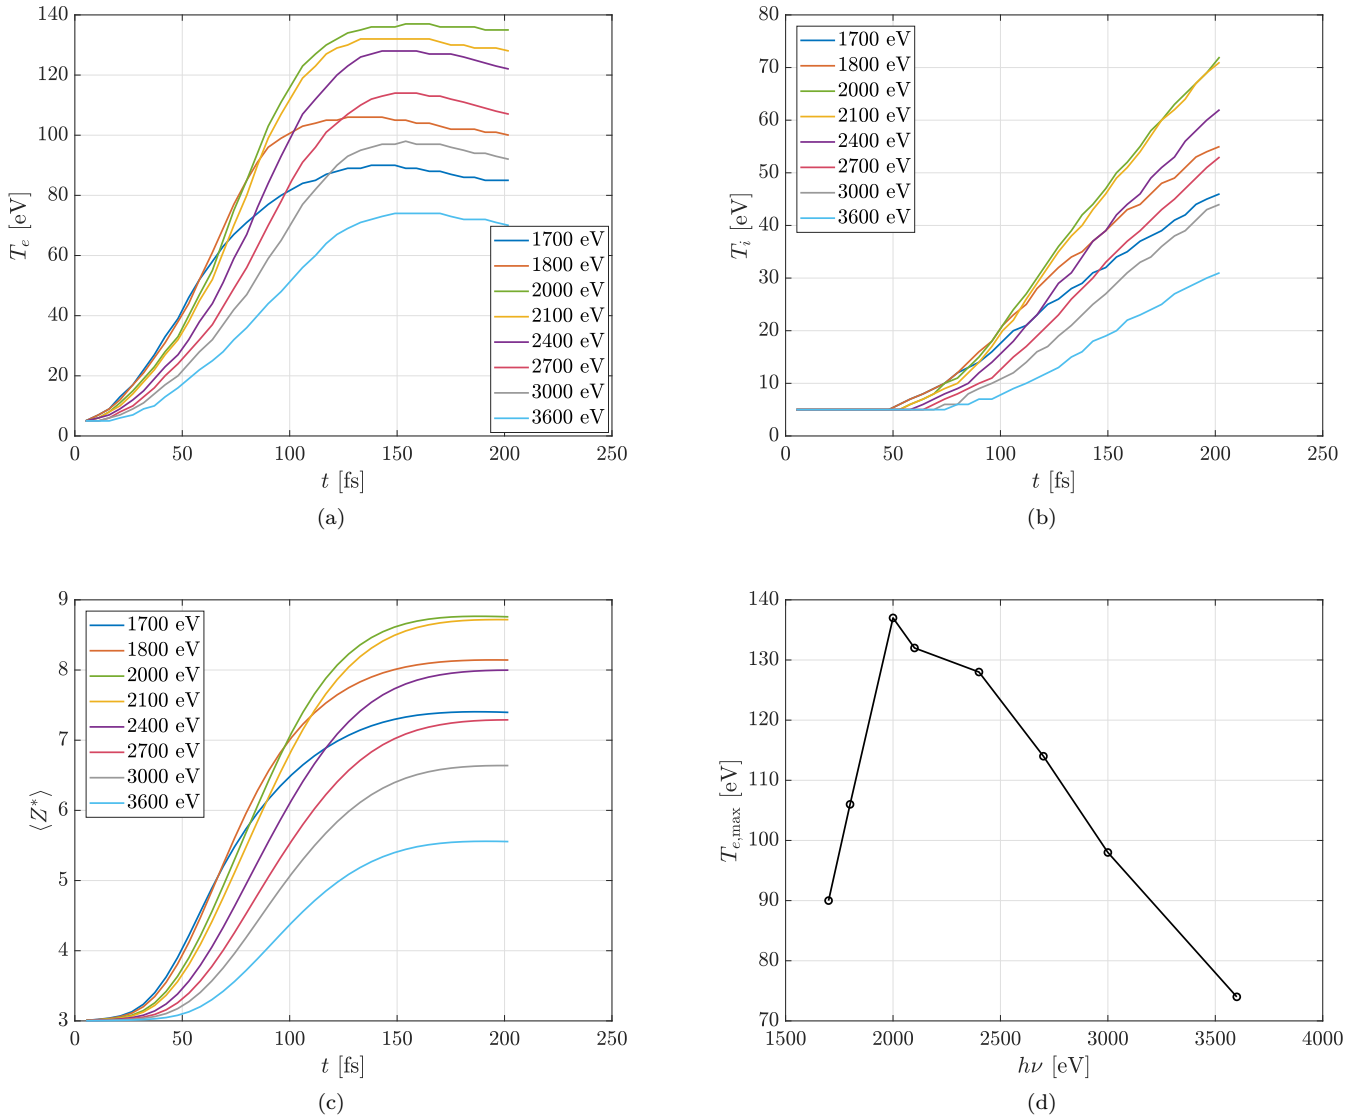 140
120
100
80
60
40
20
0
T_e [eV]
1700 eV
1800 eV
2000 eV
2100 eV
2400 eV
2700 eV
3000 eV
3600 eV
0 50 100 150 200 250
t [fs]
(a)
80
70
60
50
40
30
20
10
0
T_i [eV]
1700 eV
1800 eV
2000 eV
2100 eV
2400 eV
2700 eV
3000 eV
3600 eV
0 50 100 150 200 250
t [fs]
(b)
9
8
7
6
5
4
3
⟨Z*⟩
1700 eV
1800 eV
2000 eV
2100 eV
2400 eV
2700 eV
3000 eV
3600 eV
0 50 100 150 200 250
t [fs]
(c)
140
130
120
110
100
90
80
70
T_{e,max} [eV]
1500 2000 2500 3000 3500 4000
hν [eV]
(d)